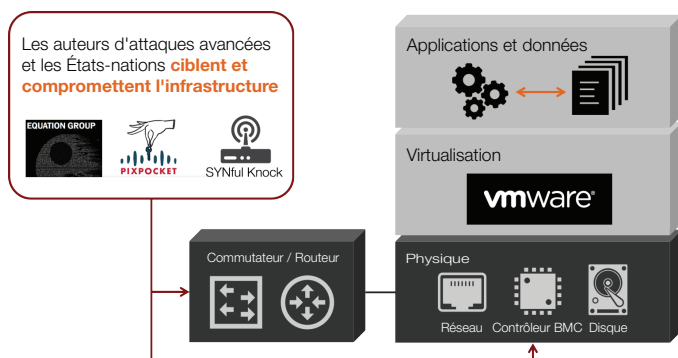 Les auteurs d'attaques avancées
et les États-nations ciblent et
compromettent l'infrastructure
EQUATION GROUP
PIXPOCKET
SYNful Knock
Applications et données
Virtualisation
vmware®
Commutateur / Routeur
Physique
Réseau
Contrôleur BMC
Disque